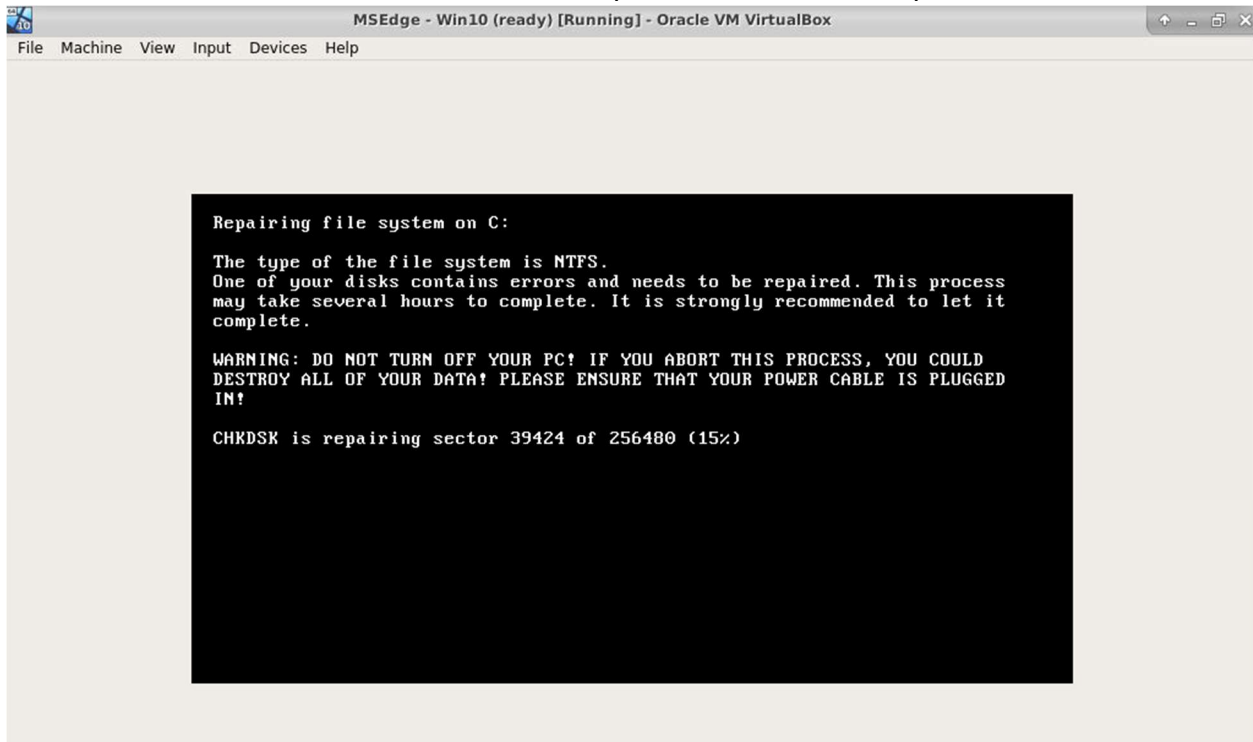 MSEdge - Win10 (ready) [Running] - Oracle VM VirtualBox
File Machine View Input Devices Help
Repairing file system on C:
The type of the file system is NTFS.
One of your disks contains errors and needs to be repaired. This process
may take several hours to complete. It is strongly recommended to let it
complete.
WARNING: DO NOT TURN OFF YOUR PC! IF YOU ABORT THIS PROCESS, YOU COULD
DESTROY ALL OF YOUR DATA! PLEASE ENSURE THAT YOUR POWER CABLE IS PLUGGED
IN!
CHKDSK is repairing sector 39424 of 256480 (15%)